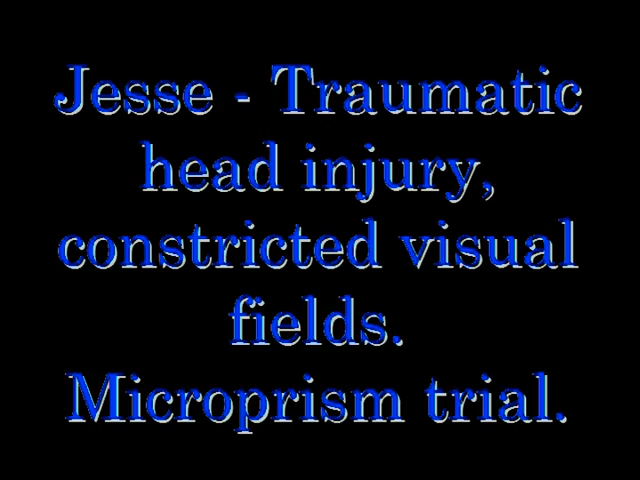 Jesse - Traumatic
head injury,
constricted visual
fields.
Microprism trial.